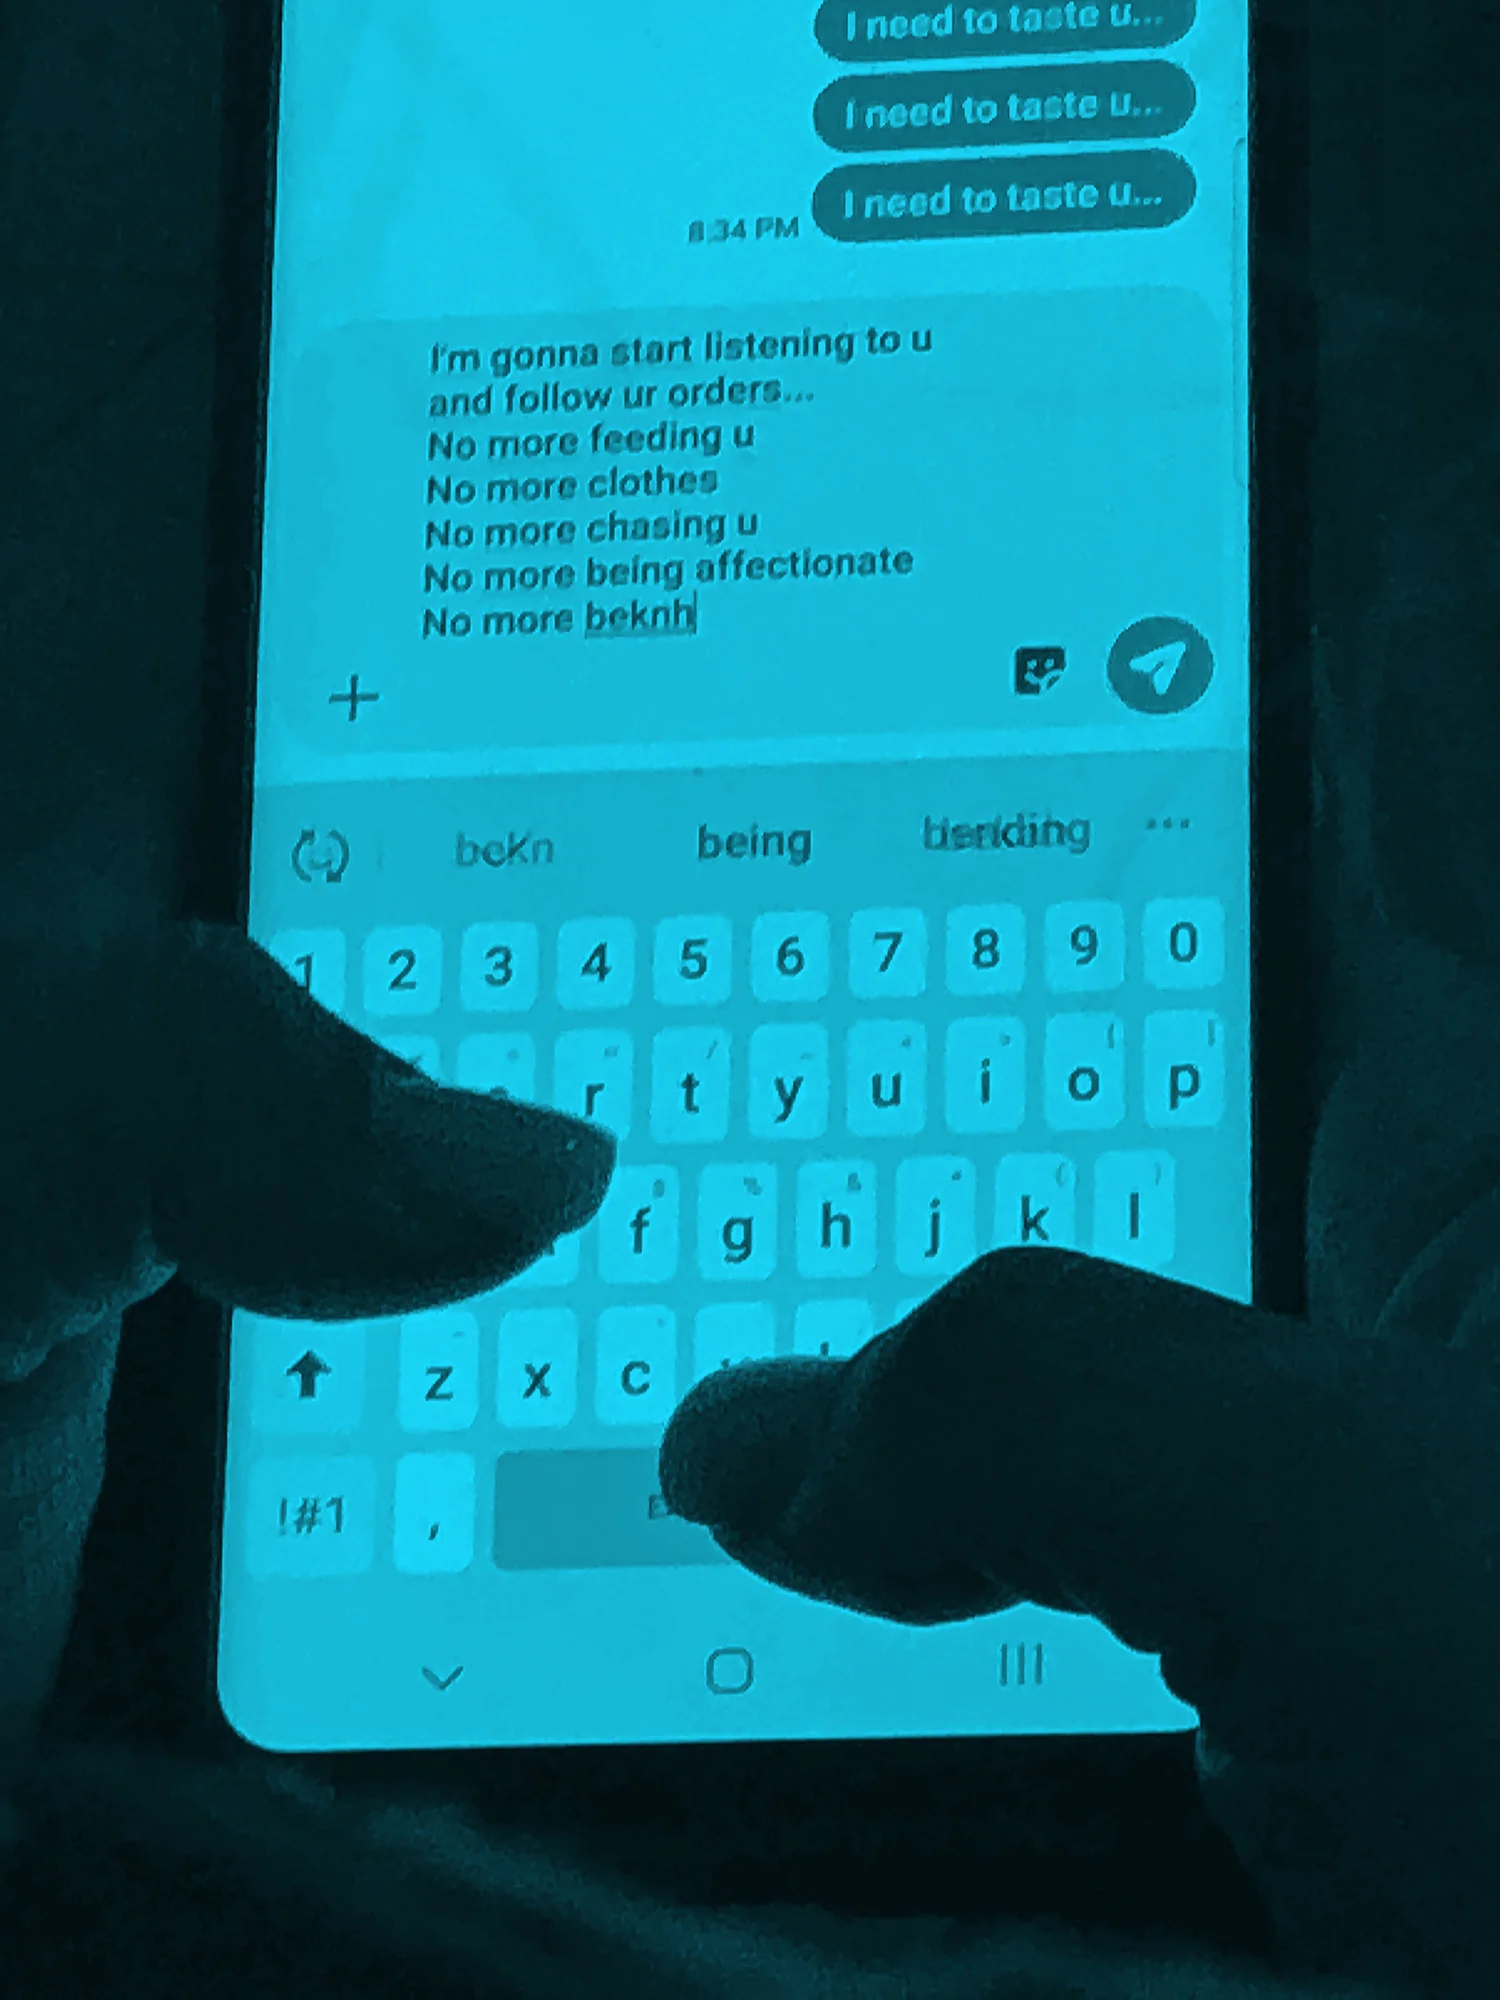 I need to taste u...
I need to taste u...
I need to taste u...
8:34 PM
I'm gonna start listening to u
and follow ur orders...
No more feeding u
No more clothes
No more chasing u
No more being affectionate
No more beknh
bekn being
1 2 3 4 5 6 7 8 9 0
r t y u i o p
f g h j k l
z x c
!#1 ,